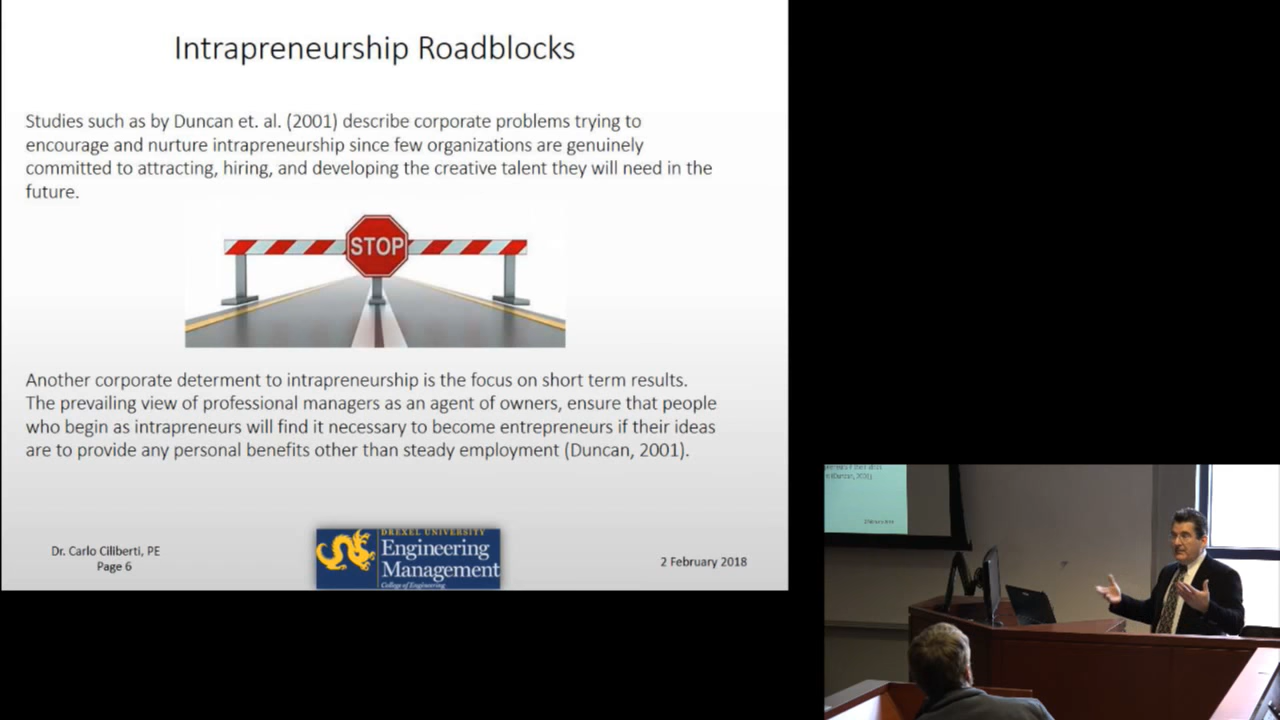 Intrapreneurship Roadblocks
Studies such as by Duncan et. al. (2001) describe corporate problems trying to
encourage and nurture intrapreneurship since few organizations are genuinely
committed to attracting, hiring, and developing the creative talent they will need in the
future.
STOP
Another corporate determent to intrapreneurship is the focus on short term results.
The prevailing view of professional managers as an agent of owners, ensure that people
who begin as intrapreneurs will find it necessary to become entrepreneurs if their ideas
are to provide any personal benefits other than steady employment (Duncan, 2001).
Dr. Carlo Ciliberti, PE
Page 6
DREXEL UNIVERSITY
Engineering
Management
College of Engineering
2 February 2018